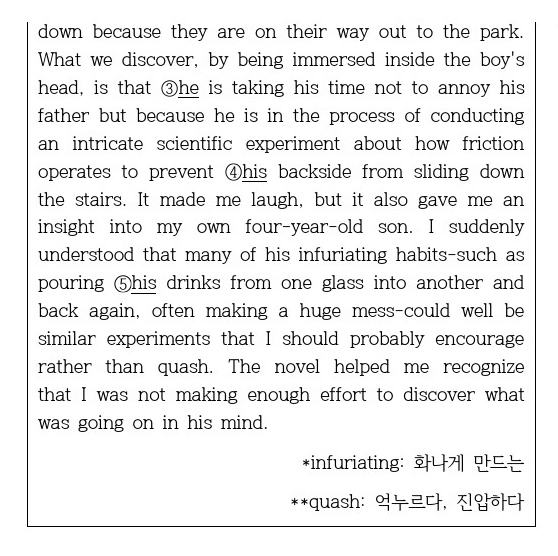 down because they are on their way out to the park.
What we discover, by being immersed inside the boy's
head, is that ③he is taking his time not to annoy his
father but because he is in the process of conducting
an intricate scientific experiment about how friction
operates to prevent ④his backside from sliding down
the stairs. It made me laugh, but it also gave me an
insight into my own four-year-old son. I suddenly
understood that many of his infuriating habits-such as
pouring ⑤his drinks from one glass into another and
back again, often making a huge mess-could well be
similar experiments that I should probably encourage
rather than quash. The novel helped me recognize
that I was not making enough effort to discover what
was going on in his mind.
*infuriating: 화나게 만드는
**quash: 억누르다, 진압하다